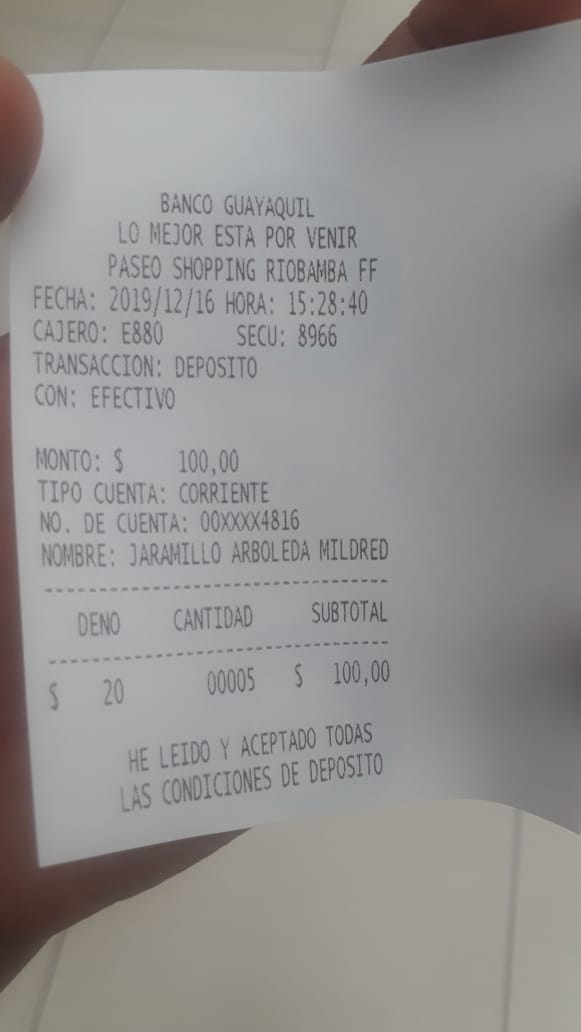 BANCO GUAYAQUIL
LO MEJOR ESTA POR VENIR
PASEO SHOPPING RIOBAMBA FF
FECHA: 2019/12/16 HORA: 15:28:40
CAJERO: E880 SECU: 8966
TRANSACCION: DEPOSITO
CON: EFECTIVO
MONTO: $ 100,00
TIPO CUENTA: CORRIENTE
NO. DE CUENTA: 00XXXX4816
NOMBRE: JARAMILLO ARBOLEDA MILDRED
--------------------------------
DENO CANTIDAD SUBTOTAL
--------------------------------
$ 20 00005 $ 100,00
HE LEIDO Y ACEPTADO TODAS
LAS CONDICIONES DE DEPOSITO